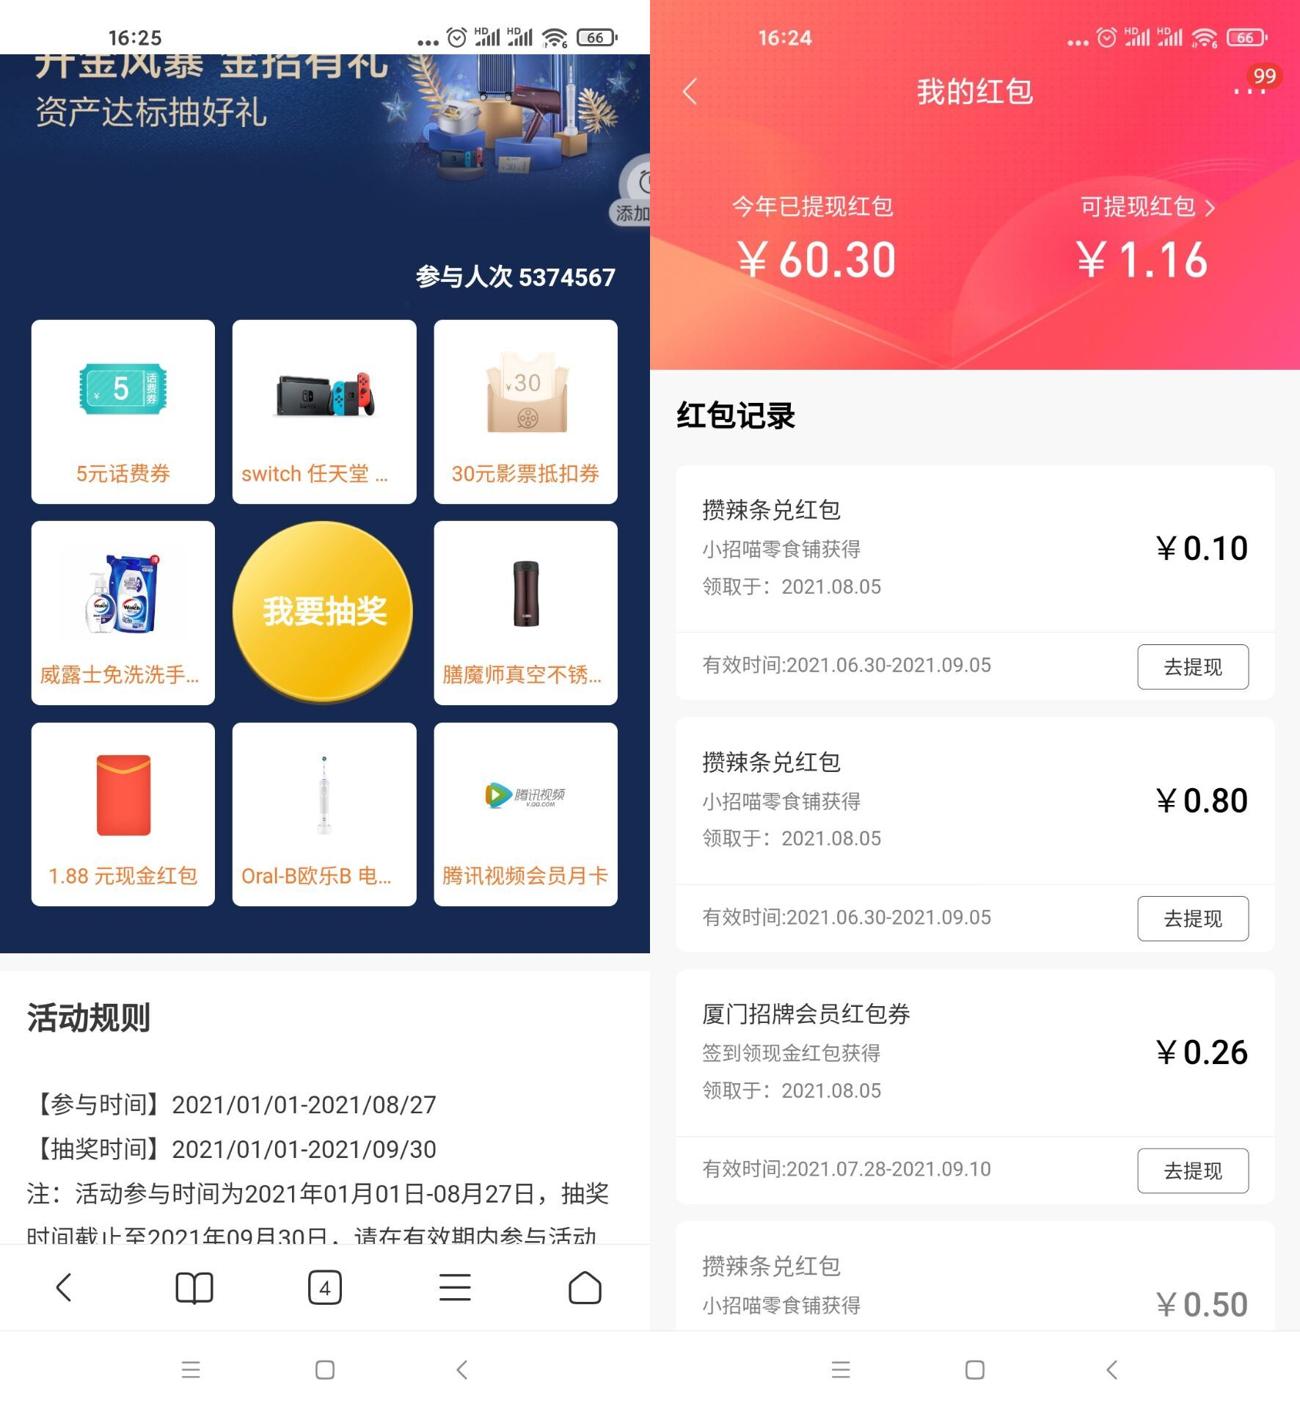 16:25
66
升金风暴 金招有礼
资产达标抽好礼
添加
参与人次 5374567
¥ 5 话费券
5元话费券
switch 任天堂 ...
¥30
30元影票抵扣券
威露士免洗洗手...
我要抽奖
膳魔师真空不锈...
1.88 元现金红包
Oral-B欧乐B 电...
腾讯视频
V.QQ.COM
腾讯视频会员月卡
活动规则
【参与时间】2021/01/01-2021/08/27
【抽奖时间】2021/01/01-2021/09/30
注：活动参与时间为2021年01月01日-08月27日，抽奖
时间截止至2021年09月30日，请在有效期内参与活动
4
16:24
66
我的红包
99
今年已提现红包
¥60.30
可提现红包
¥1.16
红包记录
攒辣条兑红包
小招喵零食铺获得
领取于：2021.08.05
¥0.10
有效时间:2021.06.30-2021.09.05
去提现
攒辣条兑红包
小招喵零食铺获得
领取于：2021.08.05
¥0.80
有效时间:2021.06.30-2021.09.05
去提现
厦门招牌会员红包券
签到领现金红包获得
领取于：2021.08.05
¥0.26
有效时间:2021.07.28-2021.09.10
去提现
攒辣条兑红包
小招喵零食铺获得
¥0.50